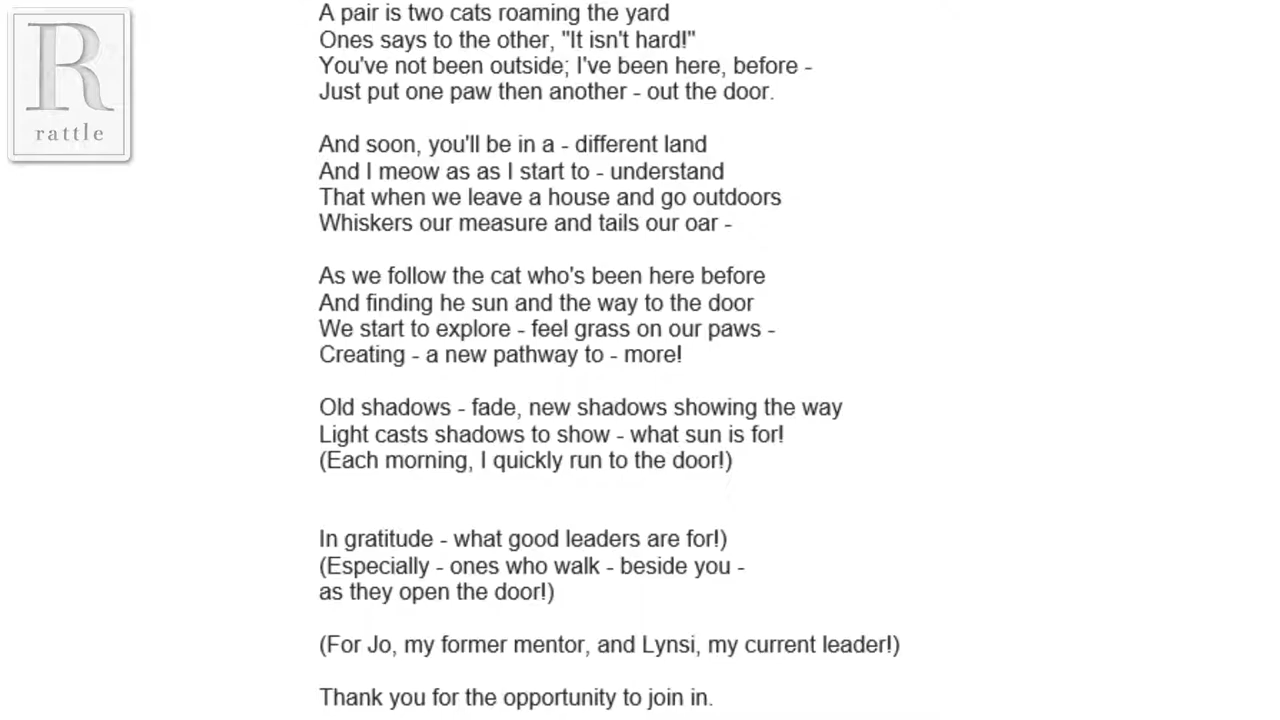 R
rattle
A pair is two cats roaming the yard
Ones says to the other, "It isn't hard!"
You've not been outside; I've been here, before -
Just put one paw then another - out the door.
And soon, you'll be in a - different land
And I meow as as I start to - understand
That when we leave a house and go outdoors
Whiskers our measure and tails our oar -
As we follow the cat who's been here before
And finding he sun and the way to the door
We start to explore - feel grass on our paws -
Creating - a new pathway to - more!
Old shadows - fade, new shadows showing the way
Light casts shadows to show - what sun is for!
(Each morning, I quickly run to the door!)
In gratitude - what good leaders are for!)
(Especially - ones who walk - beside you -
as they open the door!)
(For Jo, my former mentor, and Lynsi, my current leader!)
Thank you for the opportunity to join in.